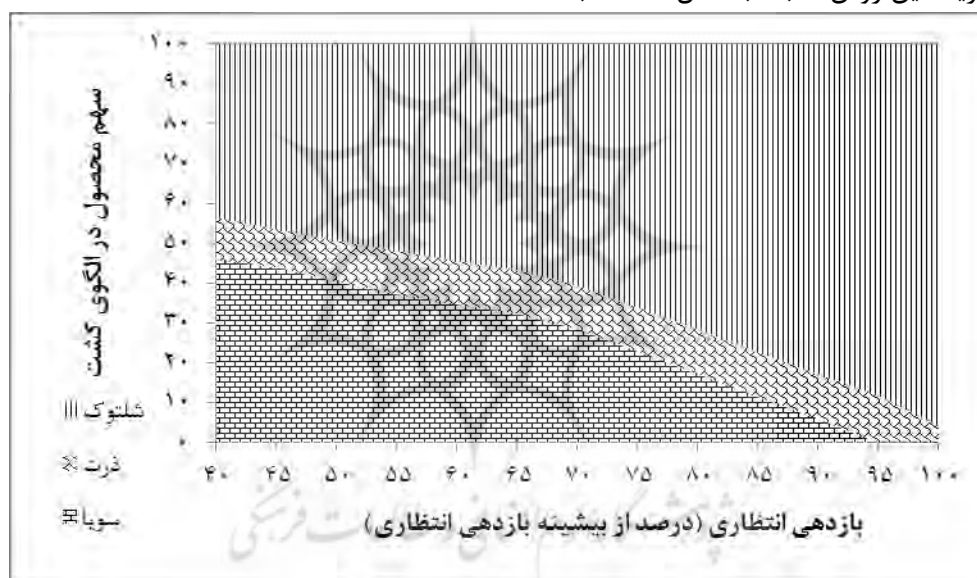 ۱۰۰
۹۰
۸۰
۷۰
۶۰
۵۰
۴۰
۳۰
۲۰
۱۰
۰
سهم محصول در الگوی کشت
شلتوک
ذرت
سویا
۴۰ ۴۵ ۵۰ ۵۵ ۶۰ ۶۵ ۷۰ ۷۵ ۸۰ ۸۵ ۹۰ ۹۵ ۱۰۰
بازدهی انتظاری (درصد از بیشینه بازدهی انتظاری)